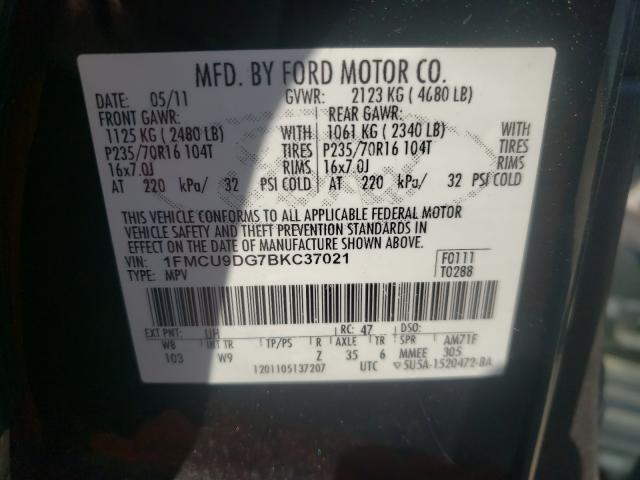 MFD. BY FORD MOTOR CO.
DATE: 05/11 GVWR: 2123 KG ( 4680 LB)
FRONT GAWR: REAR GAWR:
1125 KG ( 2480 LB) WITH 1061 KG ( 2340 LB) WITH
P235/70R16 104T TIRES P235/70R16 104T TIRES
16x7.0J RIMS 16x7.0J RIMS
AT 220 kPa/ 32 PSI COLD AT 220 kPa/ 32 PSI COLD
THIS VEHICLE CONFORMS TO ALL APPLICABLE FEDERAL MOTOR
VEHICLE SAFETY AND THEFT PREVENTION STANDARDS IN
EFFECT ON THE DATE OF MANUFACTURE SHOWN ABOVE.
VIN: 1FMCU9DG7BKC37021 F0111
TYPE: MPV T0288
EXT PNT: UH RC: 47 DSO:
WB INT TR TP/PS R AXLE TR SPR AM71F
103 W9 Z 35 6 MMEE 305
1201105137207 UTC 5U5A-1520472-BA